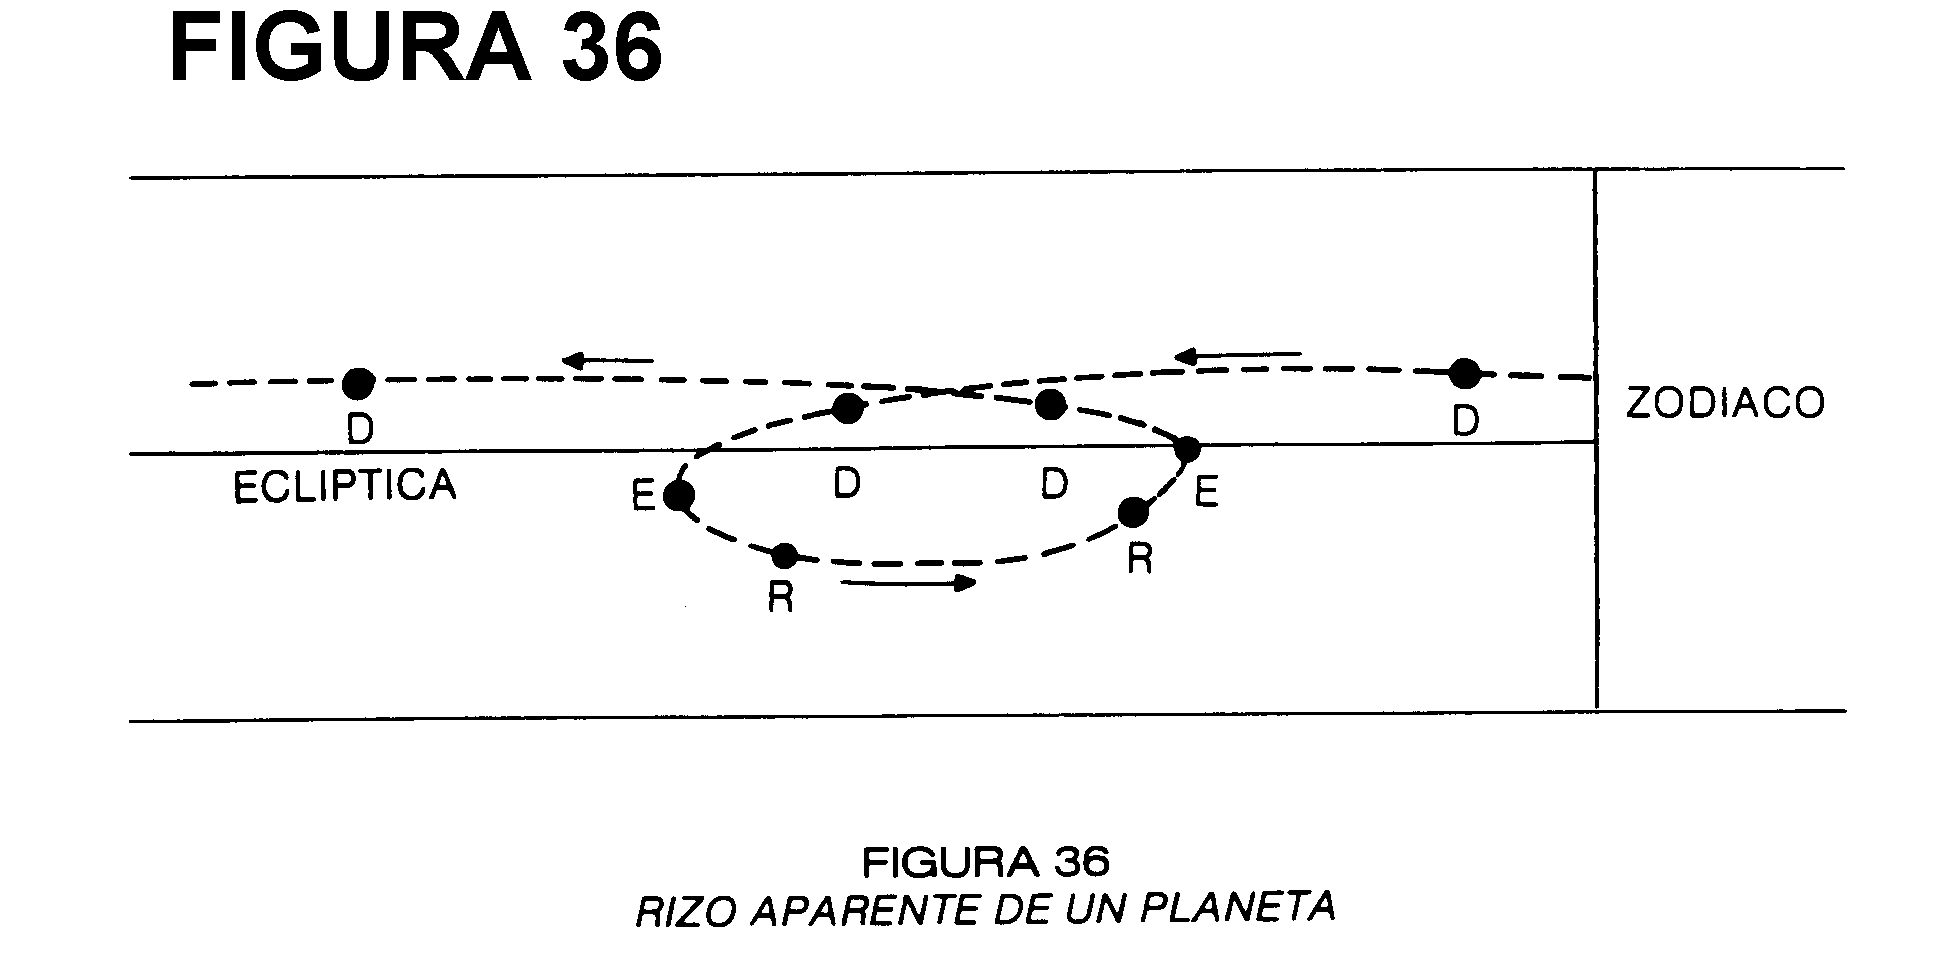 FIGURA 36
ZODIACO
D
D
ECLIPTICA
E
D
D
E
R
R
FIGURA 36
RIZO APARENTE DE UN PLANETA